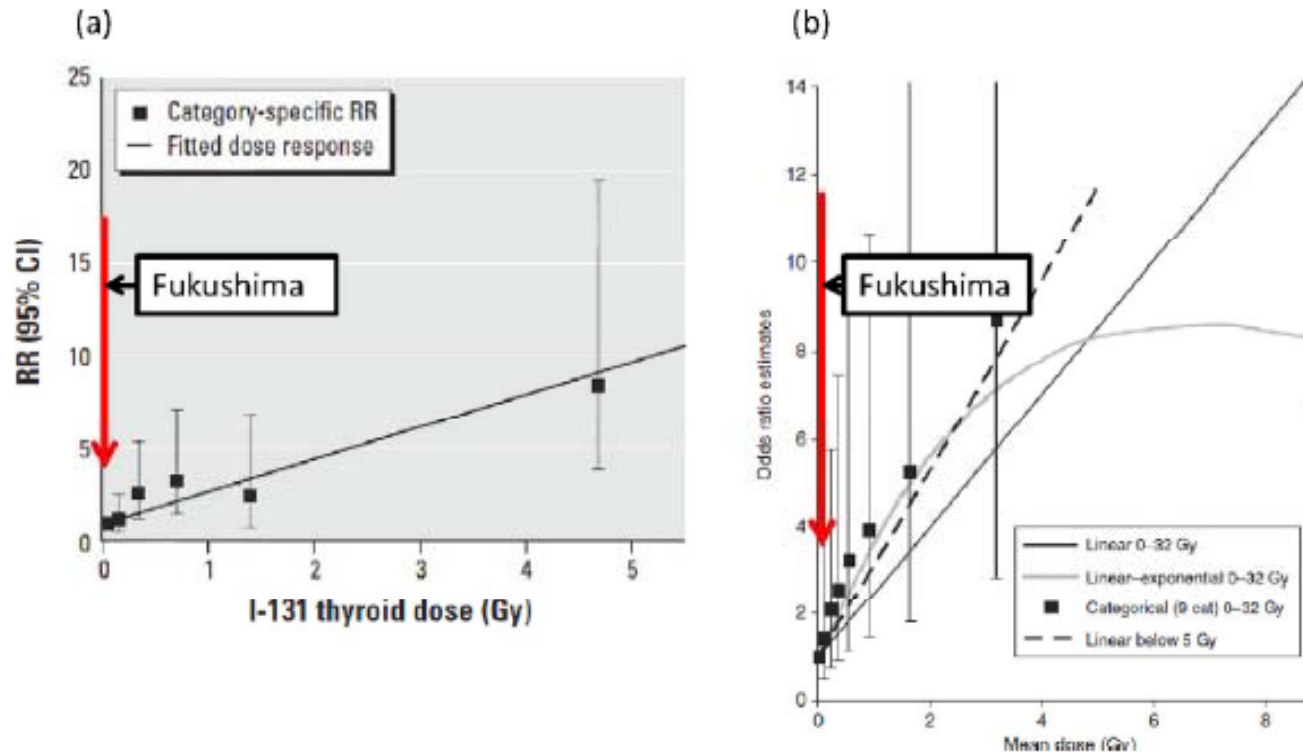 (a)
25
20
15
10
5
0
RR (95% CI)
Category-specific RR
Fitted dose response
Fukushima
0 1 2 3 4 5
I-131 thyroid dose (Gy)
(b)
14
12
10
8
6
4
2
0
Odds ratio estimates
Fukushima
Linear 0–32 Gy
Linear–exponential 0–32 Gy
Categorical (9 cat) 0–32 Gy
Linear below 5 Gy
0 2 4 6 8
Mean dose (Gy)